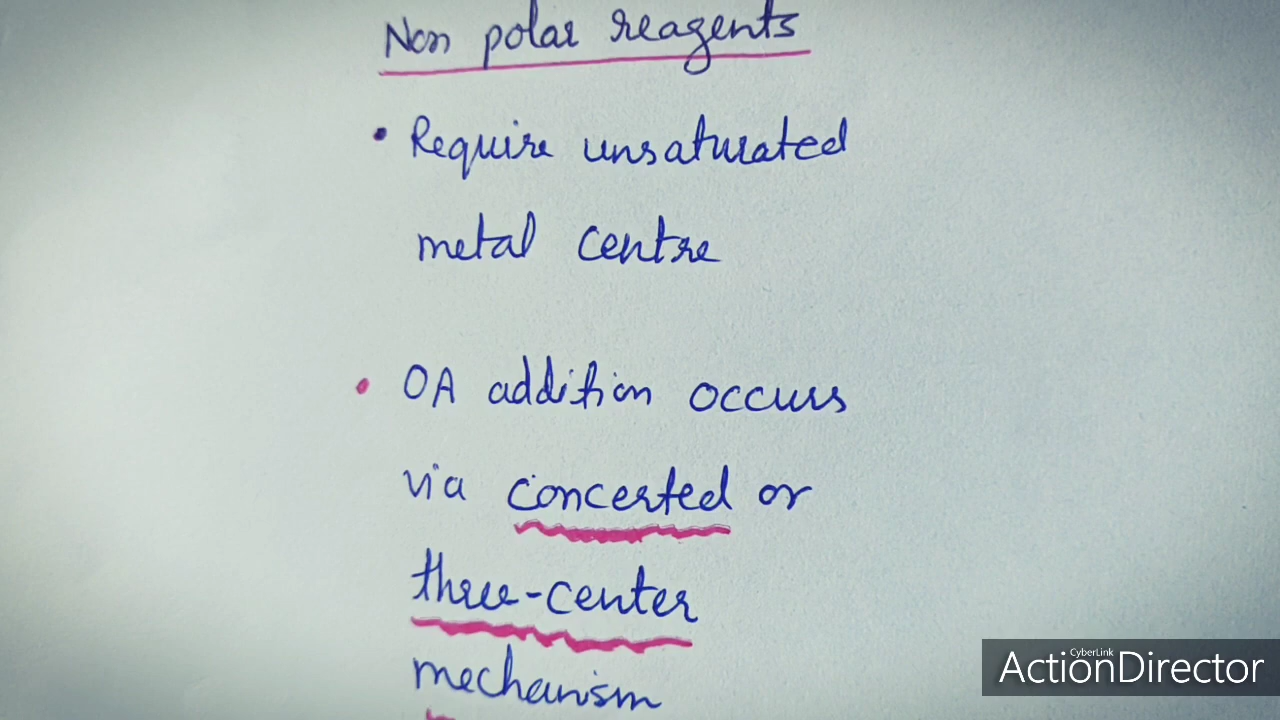 Non polar reagents
• Require unsaturated
metal centre
• OA addition occurs
via concerted or
three-center
mechanism
CyberLink
ActionDirector